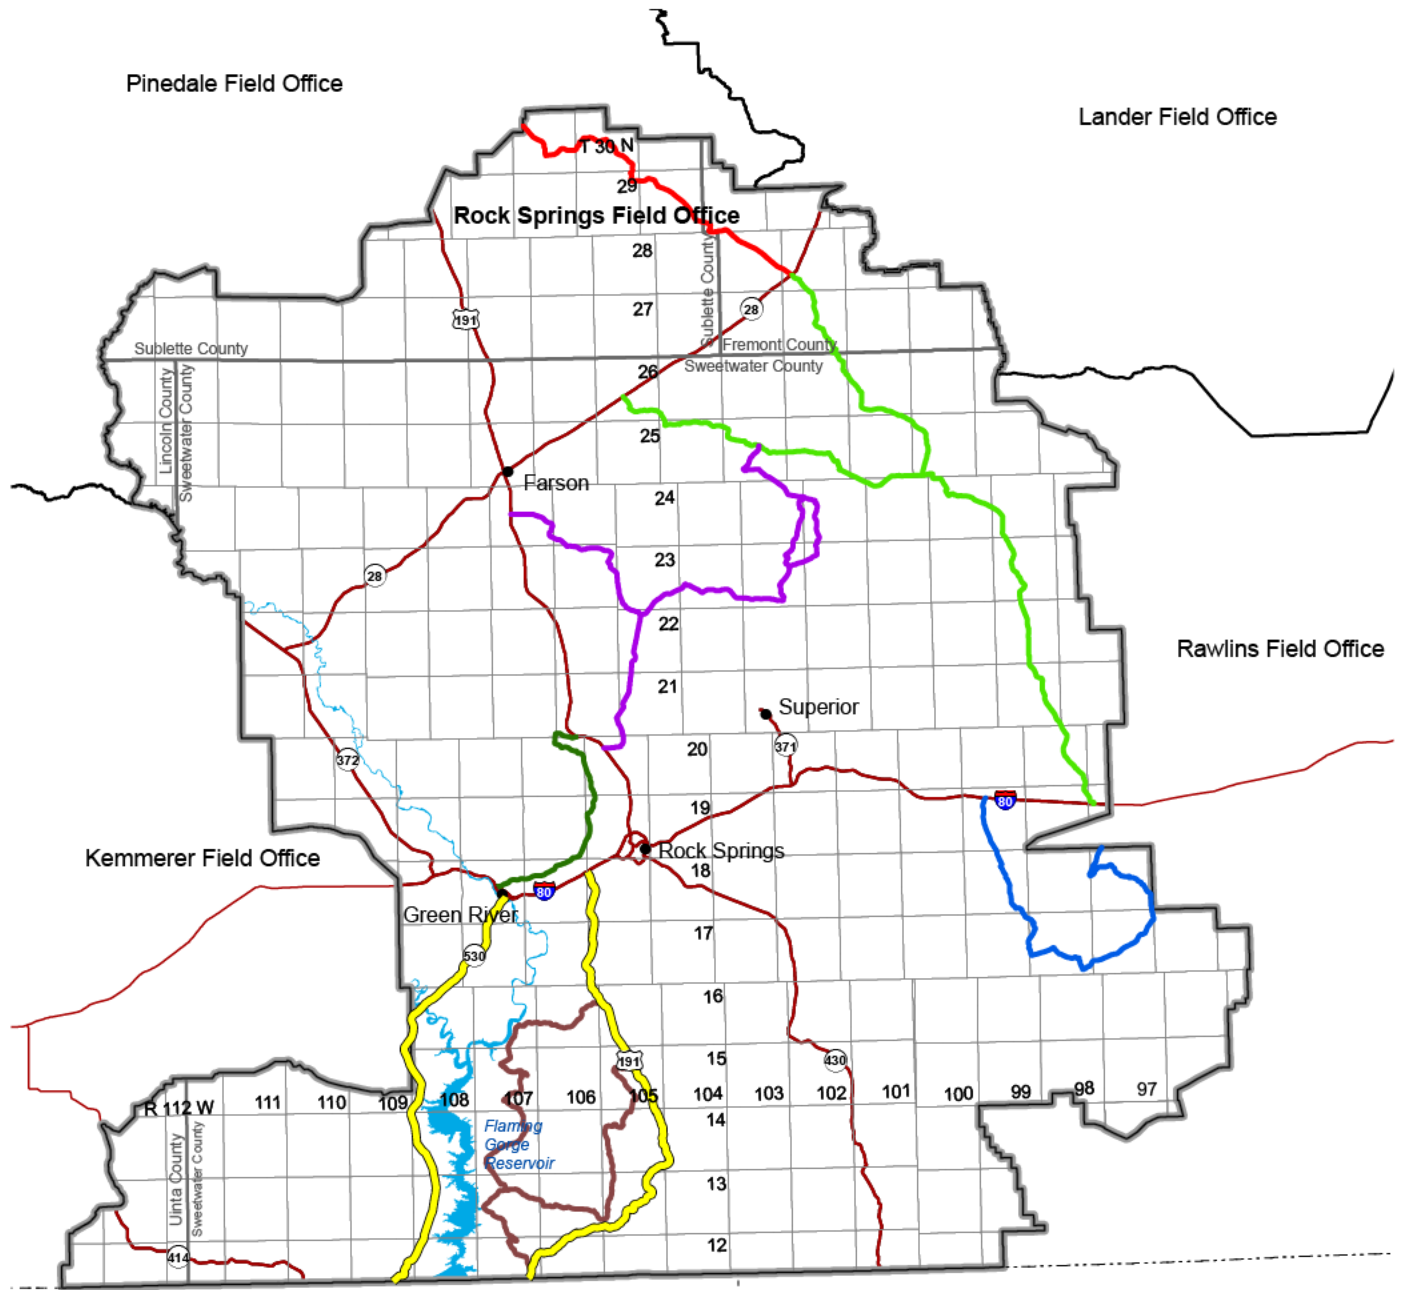 Pinedale Field Office
Lander Field Office
T 30 N
29
Rock Springs Field Office
28
Sublette County
27
28
191
Sublette County
Fremont County
Sweetwater County
26
Lincoln County
Sweetwater County
25
Farson
24
23
28
22
Rawlins Field Office
21
Superior
20
371
372
19
80
Kemmerer Field Office
Rock Springs
18
80
Green River
17
530
16
15
191
430
R 112 W
111
110
109
108
107
106
105
104
103
102
101
100
99
98
97
14
Flaming
Gorge
Reservoir
Uinta County
Sweetwater County
13
12
414